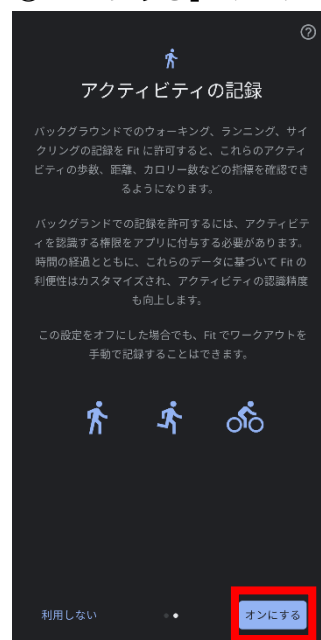 アクティビティの記録
バックグラウンドでのウォーキング、ランニング、サイ
クリングの記録を Fit に許可すると、これらのアクティ
ビティの歩数、距離、カロリー数などの指標を確認でき
るようになります。
バックグランドでの記録を許可するには、アクティビテ
ィを認識する権限をアプリに付与する必要があります。
時間の経過とともに、これらのデータに基づいて Fit の
利便性はカスタマイズされ、アクティビティの認識精度
も向上します。
この設定をオフにした場合でも、Fit でワークアウトを
手動で記録することはできます。
利用しない
オンにする